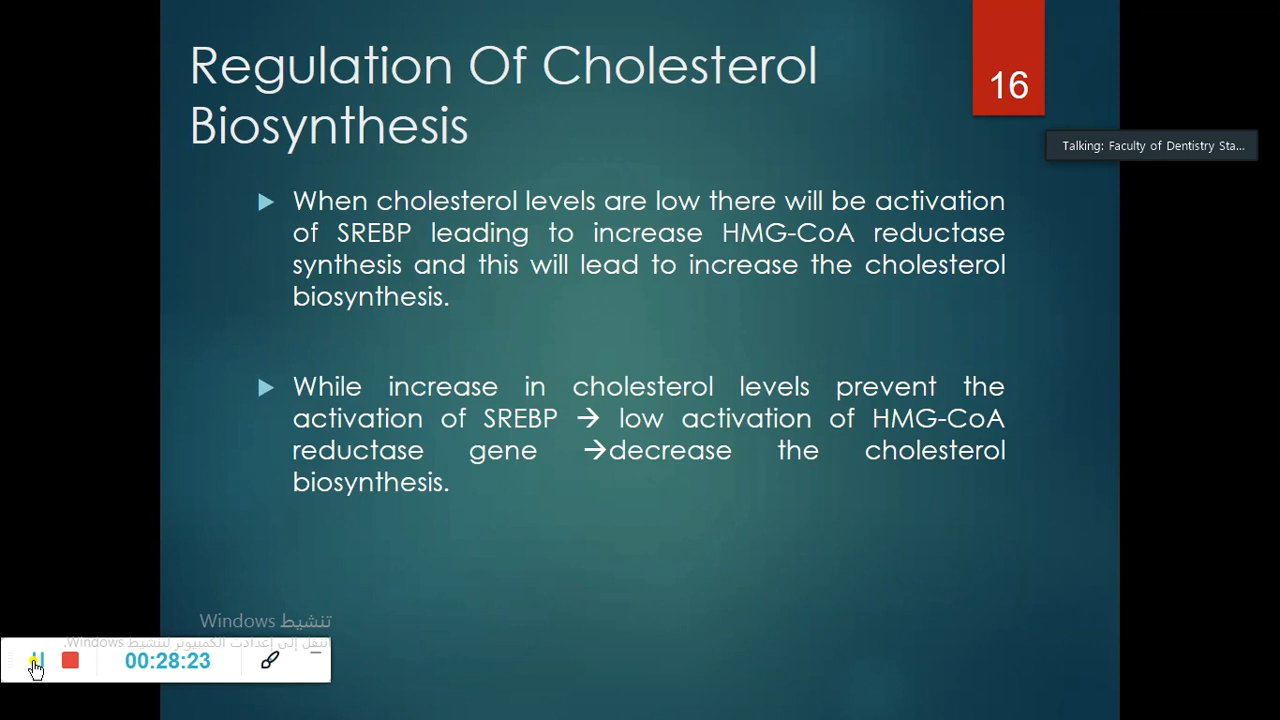 Regulation Of Cholesterol
Biosynthesis
16
Talking: Faculty of Dentistry Sta...
When cholesterol levels are low there will be activation
of SREBP leading to increase HMG-CoA reductase
synthesis and this will lead to increase the cholesterol
biosynthesis.
While increase in cholesterol levels prevent the
activation of SREBP → low activation of HMG-CoA
reductase gene →decrease the cholesterol
biosynthesis.
تنشيط Windows
انتقل إلى إعدادات الكمبيوتر لتنشيط Windows.
00:28:23